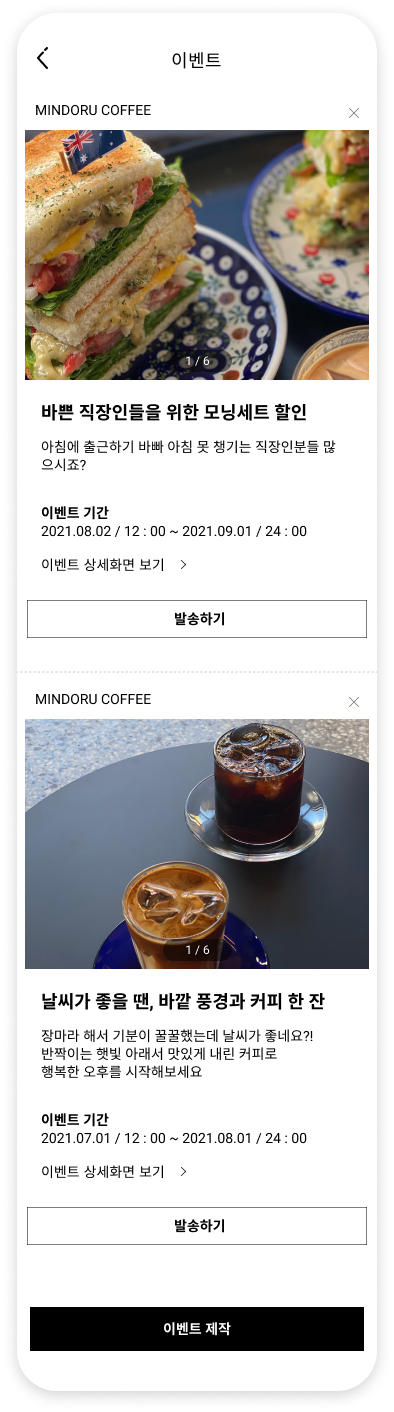 이벤트
MINDORU COFFEE
1 / 6
바쁜 직장인들을 위한 모닝세트 할인
아침에 출근하기 바빠 아침 못 챙기는 직장인분들 많
으시죠?
이벤트 기간
2021.08.02 / 12 : 00 ~ 2021.09.01 / 24 : 00
이벤트 상세화면 보기
발송하기
MINDORU COFFEE
1 / 6
날씨가 좋을 땐, 바깥 풍경과 커피 한 잔
장마라 해서 기분이 꿀꿀했는데 날씨가 좋네요?!
반짝이는 햇빛 아래서 맛있게 내린 커피로
행복한 오후를 시작해보세요
이벤트 기간
2021.07.01 / 12 : 00 ~ 2021.08.01 / 24 : 00
이벤트 상세화면 보기
발송하기
이벤트 제작